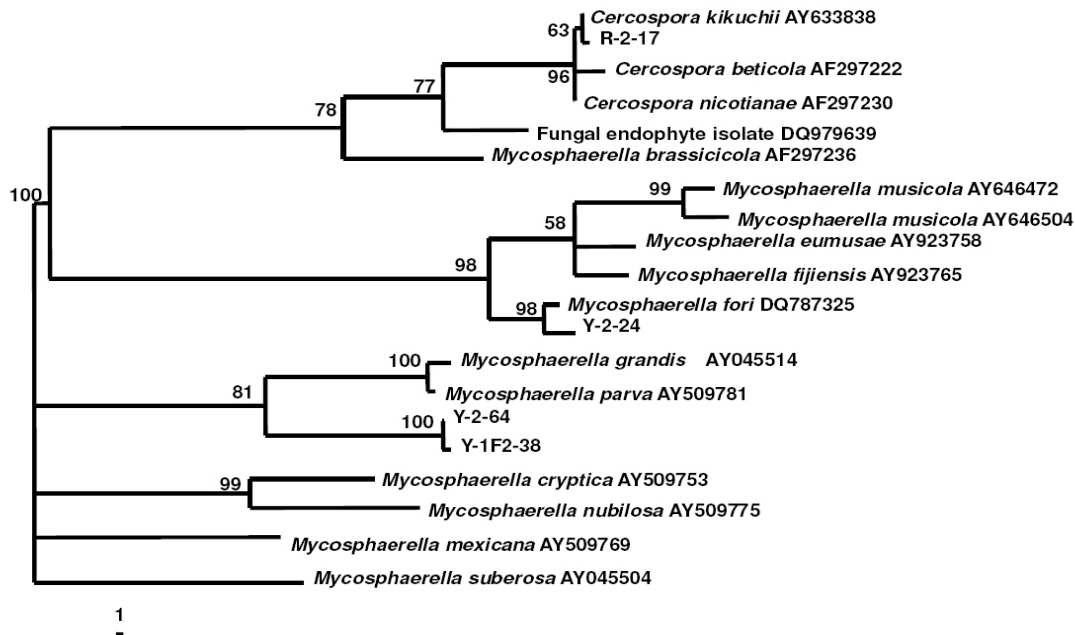 Cercospora kikuchii AY633838
63
R-2-17
Cercospora beticola AF297222
96
77
Cercospora nicotianae AF297230
78
Fungal endophyte isolate DQ979639
Mycosphaerella brassicicola AF297236
100
99
Mycosphaerella musicola AY646472
Mycosphaerella musicola AY646504
58
Mycosphaerella eumusae AY923758
98
Mycosphaerella fijiensis AY923765
98
Mycosphaerella fori DQ787325
Y-2-24
100
Mycosphaerella grandis AY045514
81
Mycosphaerella parva AY509781
100
Y-2-64
Y-1F2-38
99
Mycosphaerella cryptica AY509753
Mycosphaerella nubilosa AY509775
Mycosphaerella mexicana AY509769
Mycosphaerella suberosa AY045504
1